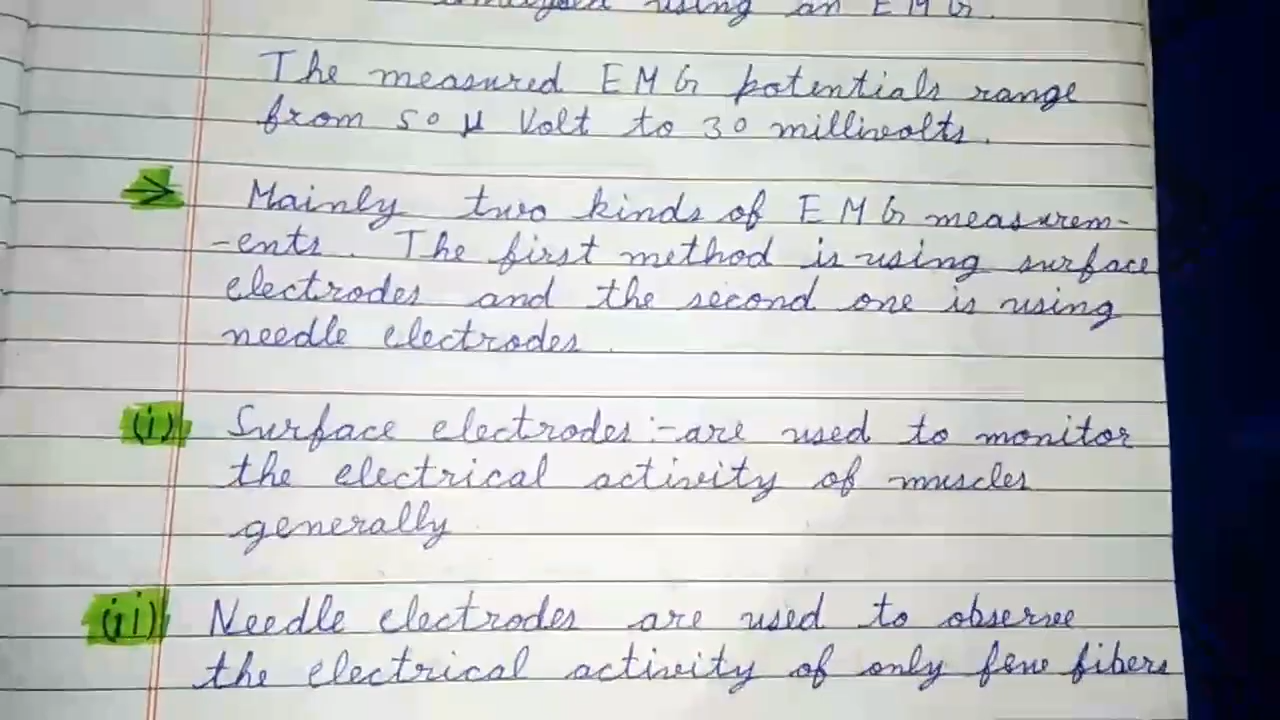 using an EMG.
The measured EMG potentials range
from 50 µ Volt to 30 millivolts.
→ Mainly two kinds of EMG measurem-
-ents. The first method is using surface
electrodes and the second one is using
needle electrodes.
(i) Surface electrodes :- are used to monitor
the electrical activity of muscles
generally
(ii) Needle electrodes are used to observe
the electrical activity of only few fibers